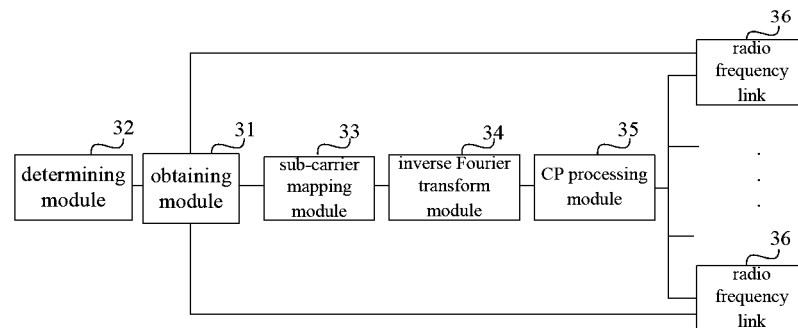 36
radio
frequency
link
32
determining
module
31
obtaining
module
33
sub-carrier
mapping
module
34
inverse Fourier
transform
module
35
CP processing
module
36
radio
frequency
link